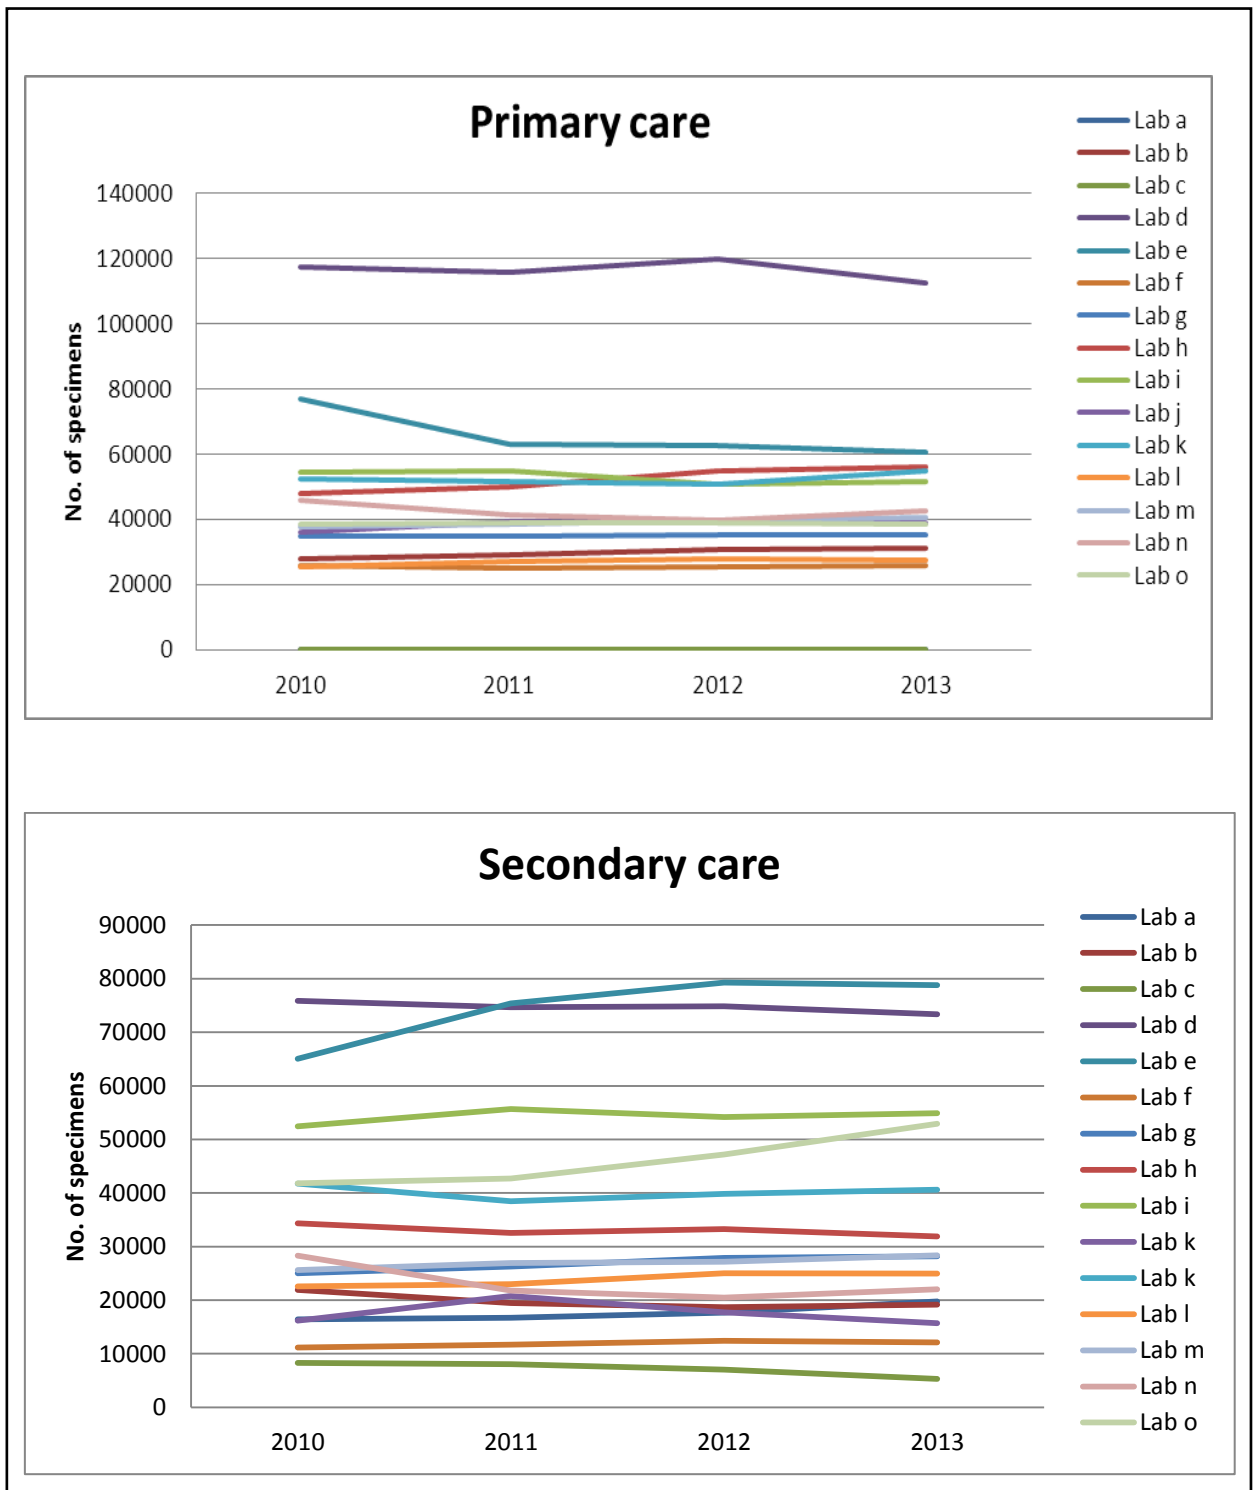 Primary care
No. of specimens
140000
120000
100000
80000
60000
40000
20000
0
2010 2011 2012 2013
Lab a
Lab b
Lab c
Lab d
Lab e
Lab f
Lab g
Lab h
Lab i
Lab j
Lab k
Lab l
Lab m
Lab n
Lab o
Secondary care
No. of specimens
90000
80000
70000
60000
50000
40000
30000
20000
10000
0
2010 2011 2012 2013
Lab a
Lab b
Lab c
Lab d
Lab e
Lab f
Lab g
Lab h
Lab i
Lab k
Lab k
Lab l
Lab m
Lab n
Lab o